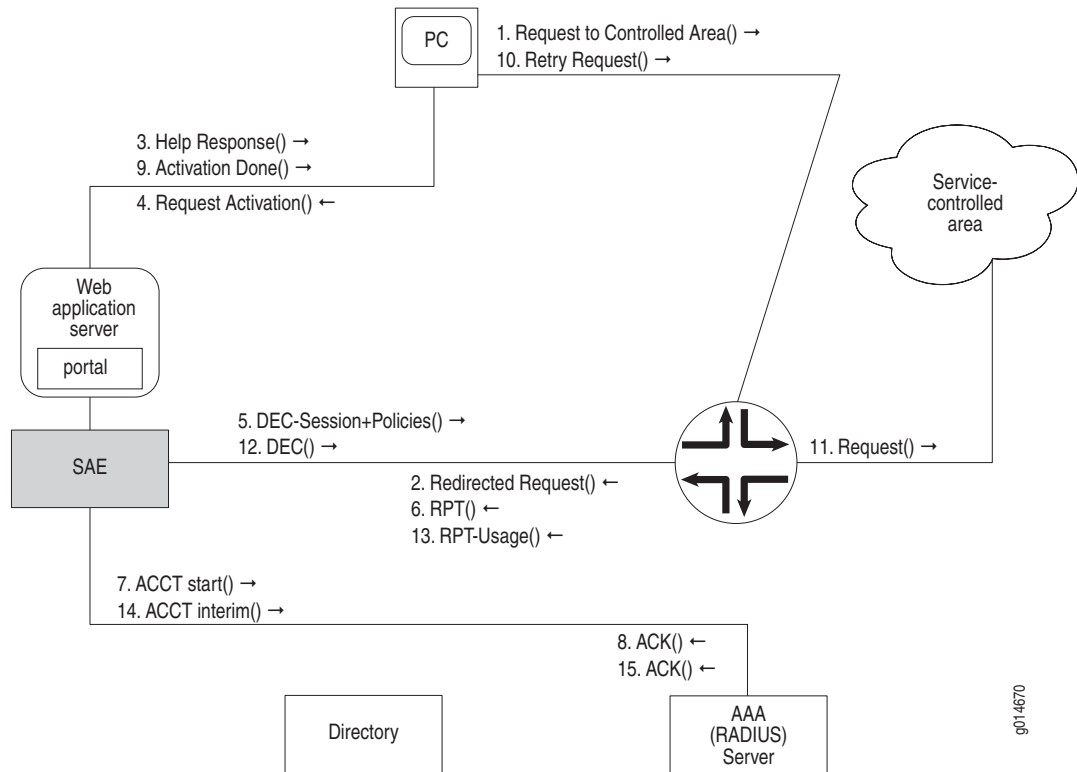 PC
1. Request to Controlled Area() →
10. Retry Request() →
3. Help Response() →
9. Activation Done() →
4. Request Activation() ←
Service-
controlled
area
Web
application
server
portal
SAE
5. DEC-Session+Policies() →
12. DEC() →
2. Redirected Request() ←
6. RPT() ←
13. RPT-Usage() ←
11. Request() →
7. ACCT start() →
14. ACCT interim() →
8. ACK() ←
15. ACK() ←
Directory
AAA
(RADIUS)
Server
g014670